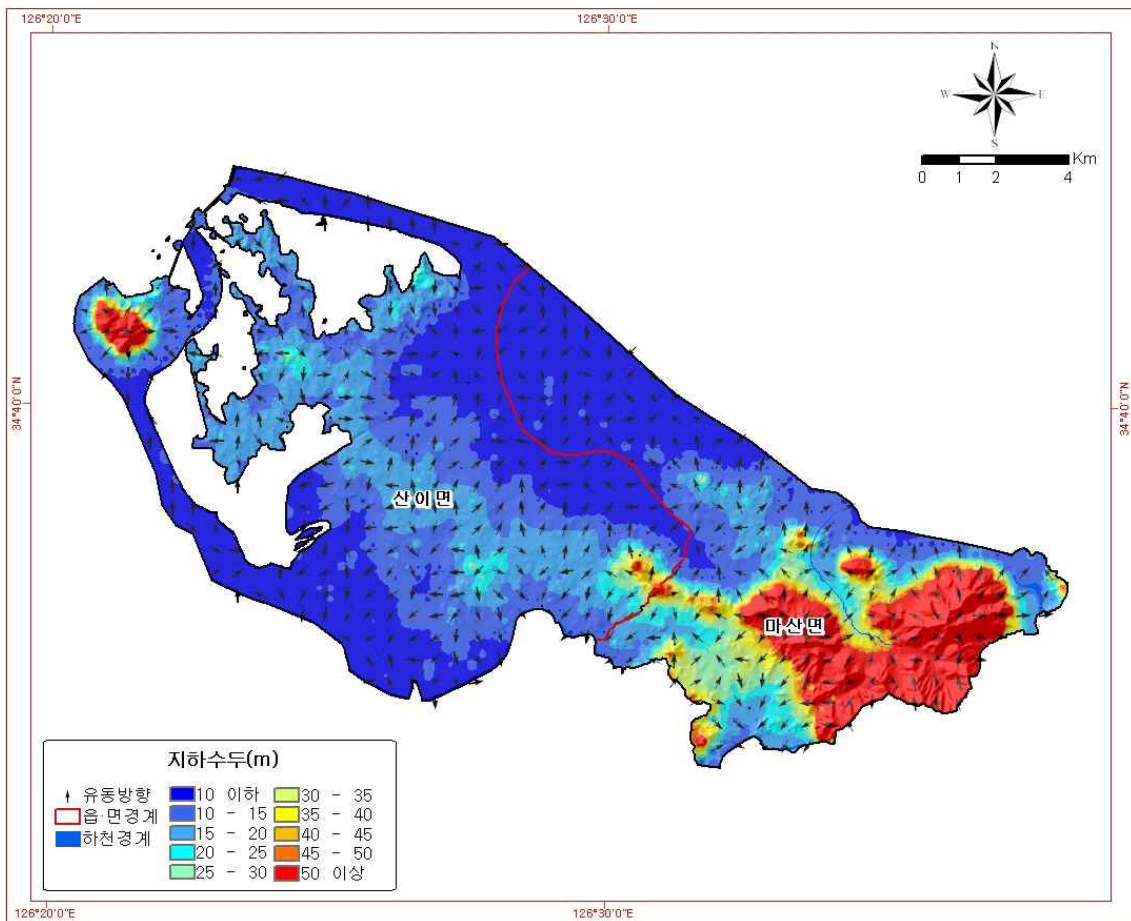 126°20'0"E
126°30'0"E
N
W
E
S
Km
0 1 2 4
34°40'0"N
34°40'0"N
산이면
마산면
지하수두(m)
유동방향
읍·면경계
하천경계
10 이하
10 - 15
15 - 20
20 - 25
25 - 30
30 - 35
35 - 40
40 - 45
45 - 50
50 이상
126°20'0"E
126°30'0"E